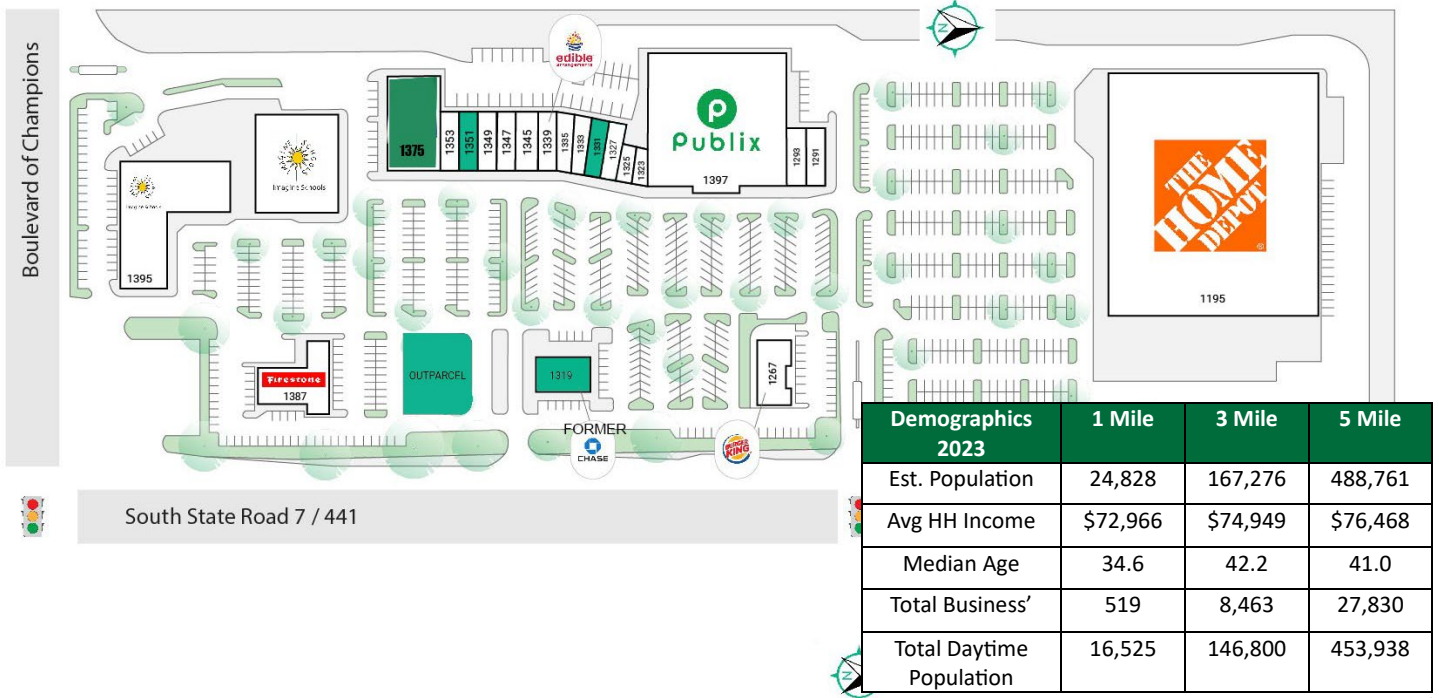 Boulevard of Champions
N
edible
arrangements
Publix
1397
1375
1353
1351
1349
1347
1345
1339
1335
1333
1331
1327
1325
1323
1293
1291
THE
HOME
DEPOT
1195
Imagine Schools
1395
Firestone
1387
OUTPARCEL
1319
1267
FORMER
CHASE
BURGER
KING
South State Road 7 / 441
Demographics 2023 1 Mile 3 Mile 5 Mile
Est. Population 24,828 167,276 488,761
Avg HH Income $72,966 $74,949 $76,468
Median Age 34.6 42.2 41.0
Total Business’ 519 8,463 27,830
Total Daytime Population 16,525 146,800 453,938
N